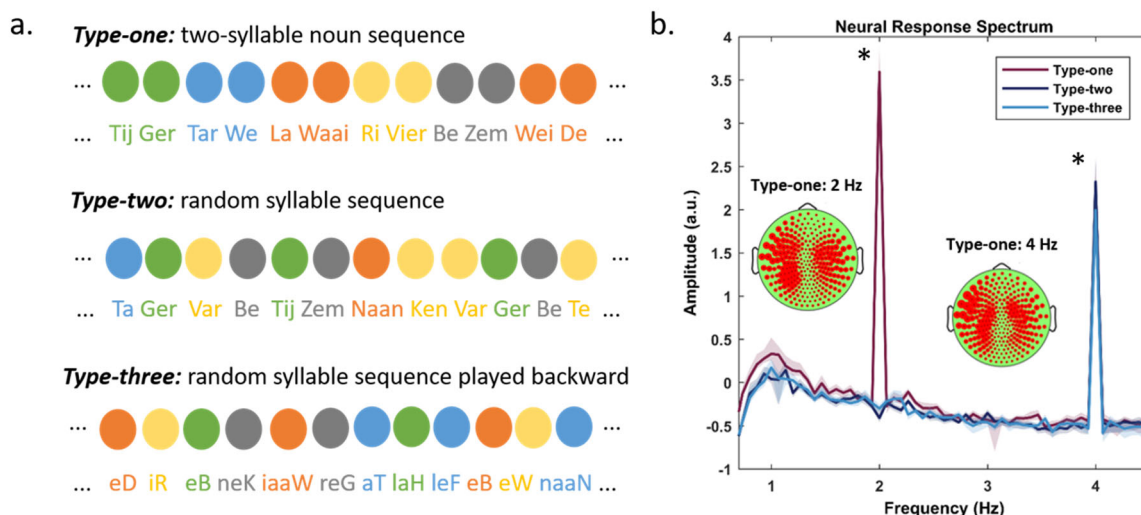 a.
Type-one: two-syllable noun sequence
... ...
... Tij Ger Tar We La Waai Ri Vier Be Zem Wei De ...
Type-two: random syllable sequence
... ...
... Ta Ger Var Be Tij Zem Naan Ken Var Ger Be Te ...
Type-three: random syllable sequence played backward
... ...
... eD iR eB neK iaaW reG aT laH leF eB eW naaN ...
b.
Neural Response Spectrum
Type-one
Type-two
Type-three
*
*
Type-one: 2 Hz
Type-one: 4 Hz
Amplitude (a.u.)
4
3.5
3
2.5
2
1.5
1
0.5
0
-0.5
-1
1 2 3 4
Frequency (Hz)